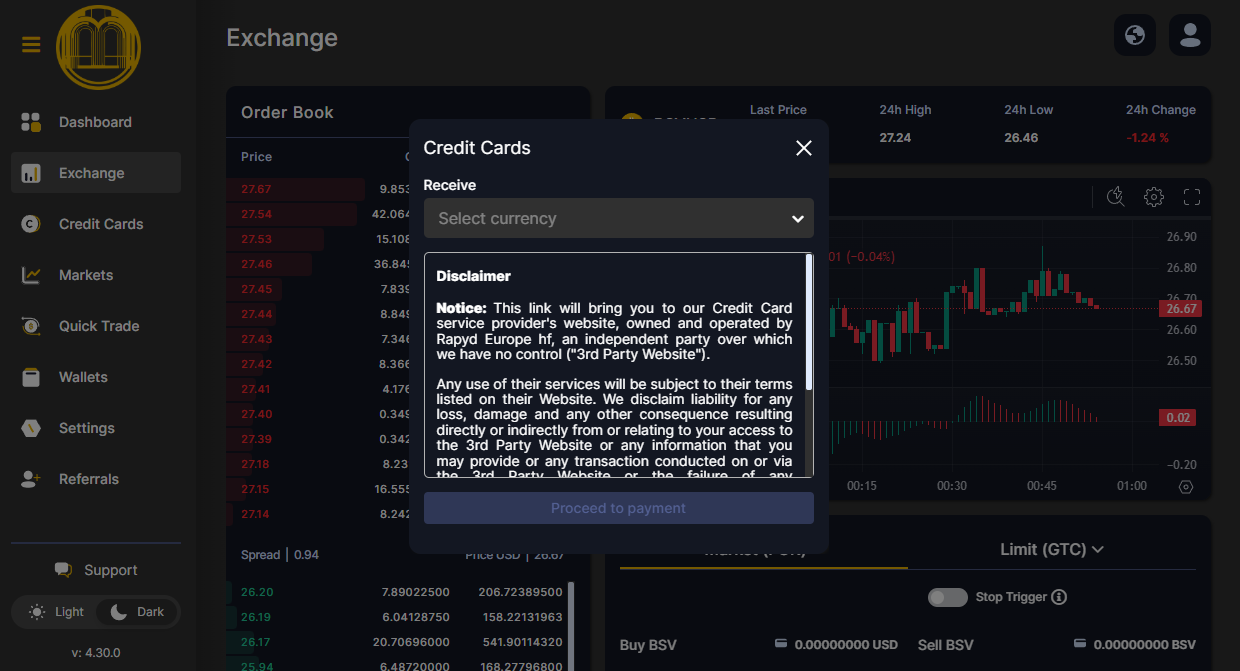 Exchange
Dashboard
Exchange
Credit Cards
Markets
Quick Trade
Wallets
Settings
Referrals
Support
Light
Dark
v: 4.30.0
Order Book
Price
27.67
9.853
27.54
42.064
27.53
15.108
27.46
36.845
27.45
7.839
27.44
8.849
27.43
7.346
27.42
8.366
27.41
4.176
27.40
0.349
27.39
0.342
27.18
8.23
27.15
16.555
27.14
8.242
Spread | 0.94
Price USD | 26.67
26.20 7.89022500 206.72389500
26.19 6.04128750 158.22131963
26.17 20.70696000 541.90114320
25.94 6.48720000 168.27796800
Last Price
24h High
27.24
24h Low
26.46
24h Change
-1.24 %
Credit Cards
Receive
Select currency
Disclaimer
Notice: This link will bring you to our Credit Card
service provider's website, owned and operated by
Rapyd Europe hf, an independent party over which
we have no control ("3rd Party Website").
Any use of their services will be subject to their terms
listed on their Website. We disclaim liability for any
loss, damage and any other consequence resulting
directly or indirectly from or relating to your access to
the 3rd Party Website or any information that you
may provide or any transaction conducted on or via
the 3rd Party Website or the failure of any
Proceed to payment
01 (−0.04%)
26.90
26.80
26.70
26.67
26.60
26.50
0.02
−0.20
00:15
00:30
00:45
01:00
Limit (GTC)
Stop Trigger
Buy BSV
0.00000000 USD
Sell BSV
0.00000000 BSV